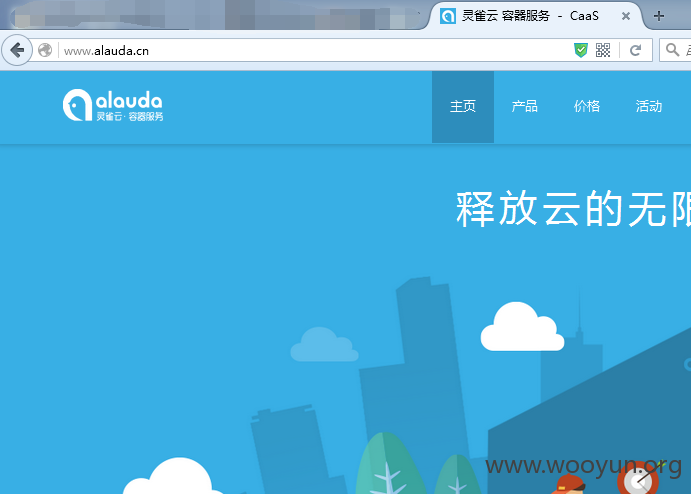 灵雀云 容器服务 - CaaS
www.alauda.cn
alauda
灵雀云·容器服务
主页 产品 价格 活动
释放云的无限
www.wooyun.org